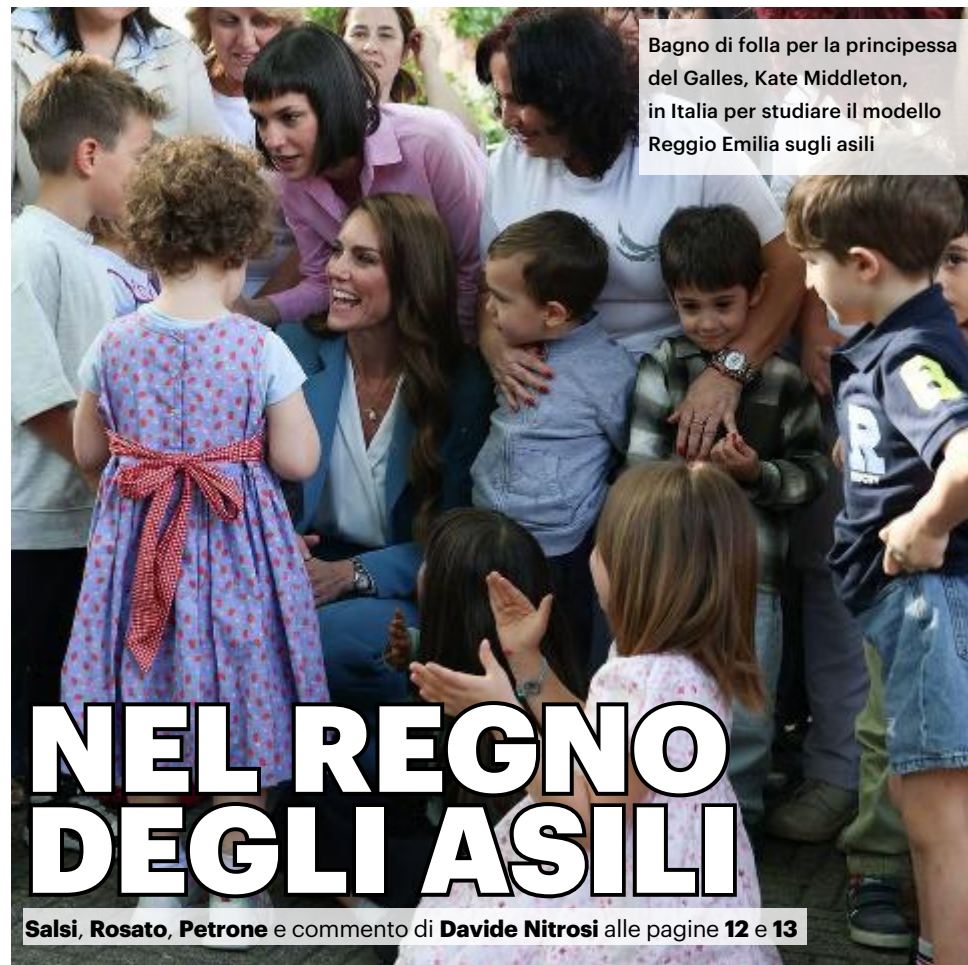 Bagno di folla per la principessa
del Galles, Kate Middleton,
in Italia per studiare il modello
Reggio Emilia sugli asili
B
R
NEL REGNO
DEGLI ASILI
Salsi, Rosato, Petrone e commento di Davide Nitrosi alle pagine 12 e 13